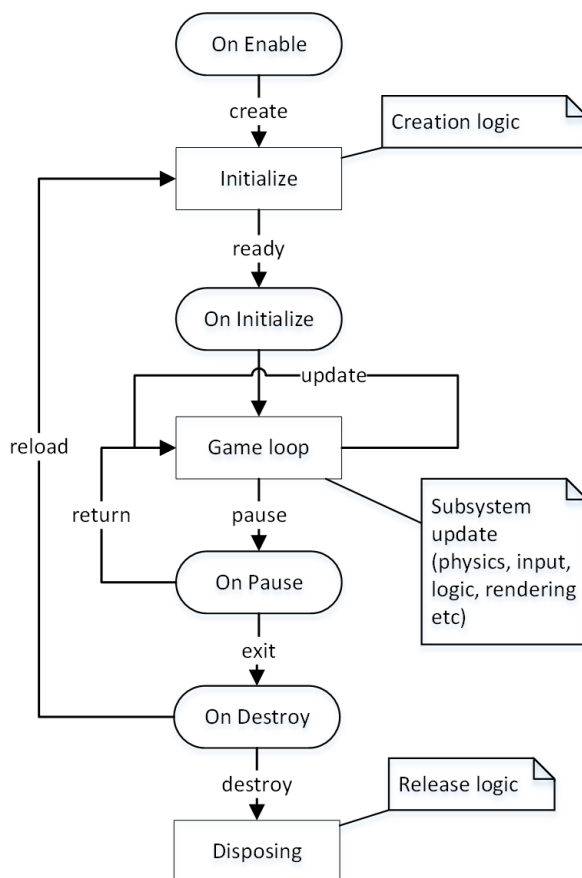 On Enable
create
Creation logic
Initialize
ready
On Initialize
update
Game loop
reload
return
pause
Subsystem
update
(physics, input,
logic, rendering
etc)
On Pause
exit
On Destroy
destroy
Release logic
Disposing